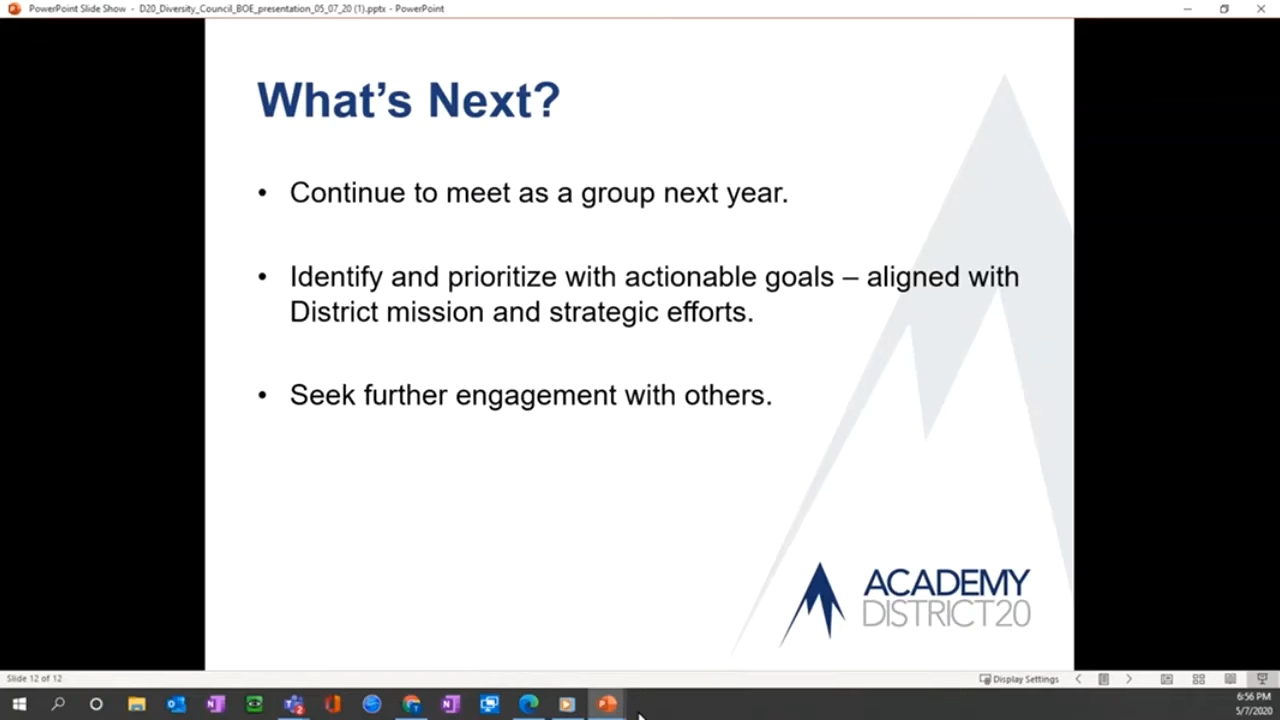 PowerPoint Slide Show - D20_Diversity_Council_BOE_presentation_05_07_20 (1).pptx - PowerPoint
What's Next?
• Continue to meet as a group next year.
• Identify and prioritize with actionable goals – aligned with
District mission and strategic efforts.
• Seek further engagement with others.
ACADEMY
DISTRICT20
Slide 12 of 12
Display Settings
6:56 PM
5/7/2020